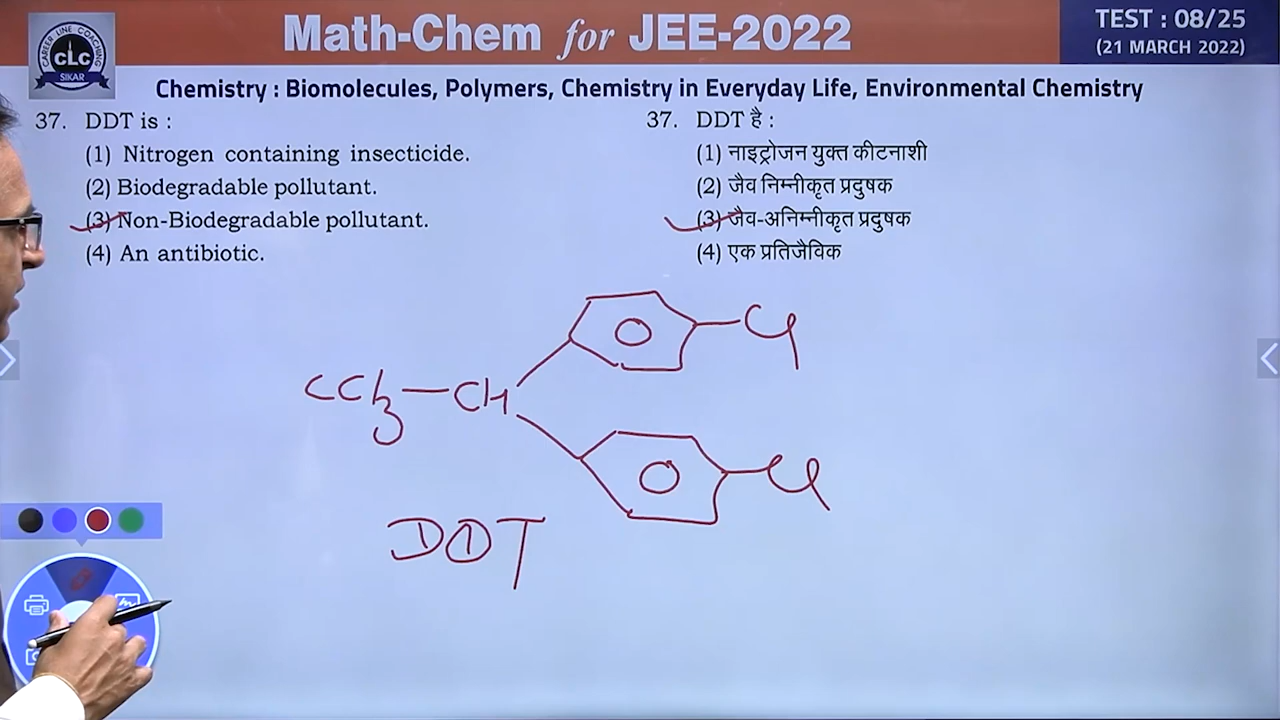 CAREER LINE COACHING
CLC
SIKAR
Math-Chem for JEE-2022
TEST : 08/25
(21 MARCH 2022)
Chemistry : Biomolecules, Polymers, Chemistry in Everyday Life, Environmental Chemistry
37. DDT is :
(1) Nitrogen containing insecticide.
(2) Biodegradable pollutant.
(3) Non-Biodegradable pollutant.
(4) An antibiotic.
37. DDT है :
(1) नाइट्रोजन युक्त कीटनाशी
(2) जैव निम्नीकृत प्रदुषक
(3) जैव-अनिम्नीकृत प्रदुषक
(4) एक प्रतिजैविक
Cl
CCl3-CH
Cl
DDT